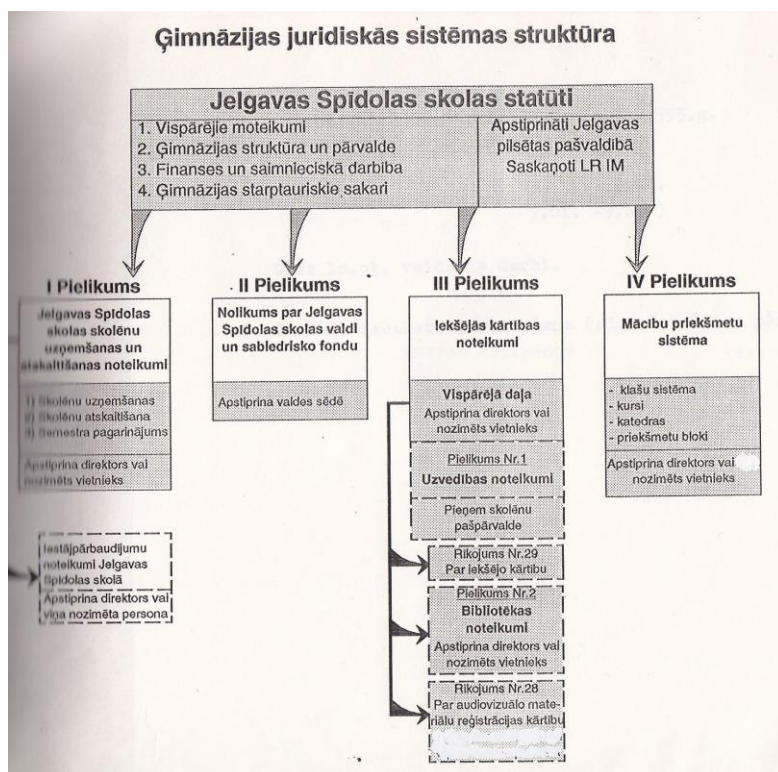 Ģimnāzijas juridiskās sistēmas struktūra
Jelgavas Spīdolas skolas statūti
1. Vispārējie moteikumi
2. Ģimnāzijas struktūra un pārvalde
3. Finanses un saimnieciskā darbība
4. Ģimnāzijas starptauriskie sakari
Apstiprināti Jelgavas
pilsētas pašvaldībā
Saskaņoti LR IM
I Pielikums
Jelgavas Spīdolas
skolas skolēnu
uzņemšanas un
atskaitīšanas noteikumi
1) Skolēnu uzņemšanas
2) Skolēnu atskaitīšana
3) Semestra pagarinājums
Apstiprina direktors vai
nozīmēts vietnieks
Iestājpārbaudījumu
noteikumi Jelgavas
Spīdolas skolā
Apstiprina direktors vai
viņa nozīmēta persona
II Pielikums
Nolikums par Jelgavas
Spīdolas skolas valdi
un sabledrisko fondu
Apstiprina valdes sēdē
III Pielikums
Iekšējās kārtības
noteikumi
Vispārējā daļa
Apstiprina direktors vai
nozimēts vietnieks
Pielikums Nr.1
Uzvedības noteikumi
Pieņem skolēnu
pašpārvalde
Rīkojums Nr.29
Par iekšējo kārtību
Pielikums Nr.2
Bibliotēkas
noteikumi
Apstiprina direktors vai
nozimēts vietnieks
Rīkojums Nr.28
Par audiovizuālo mate-
riālu reģistrācijas kārtību
IV Pielikums
Mācību priekšmetu
sistēma
- klašu sistēma
- kursi
- katedras
- priekšmetu bloki
Apstiprina direktors vai
nozimēts vietnieks